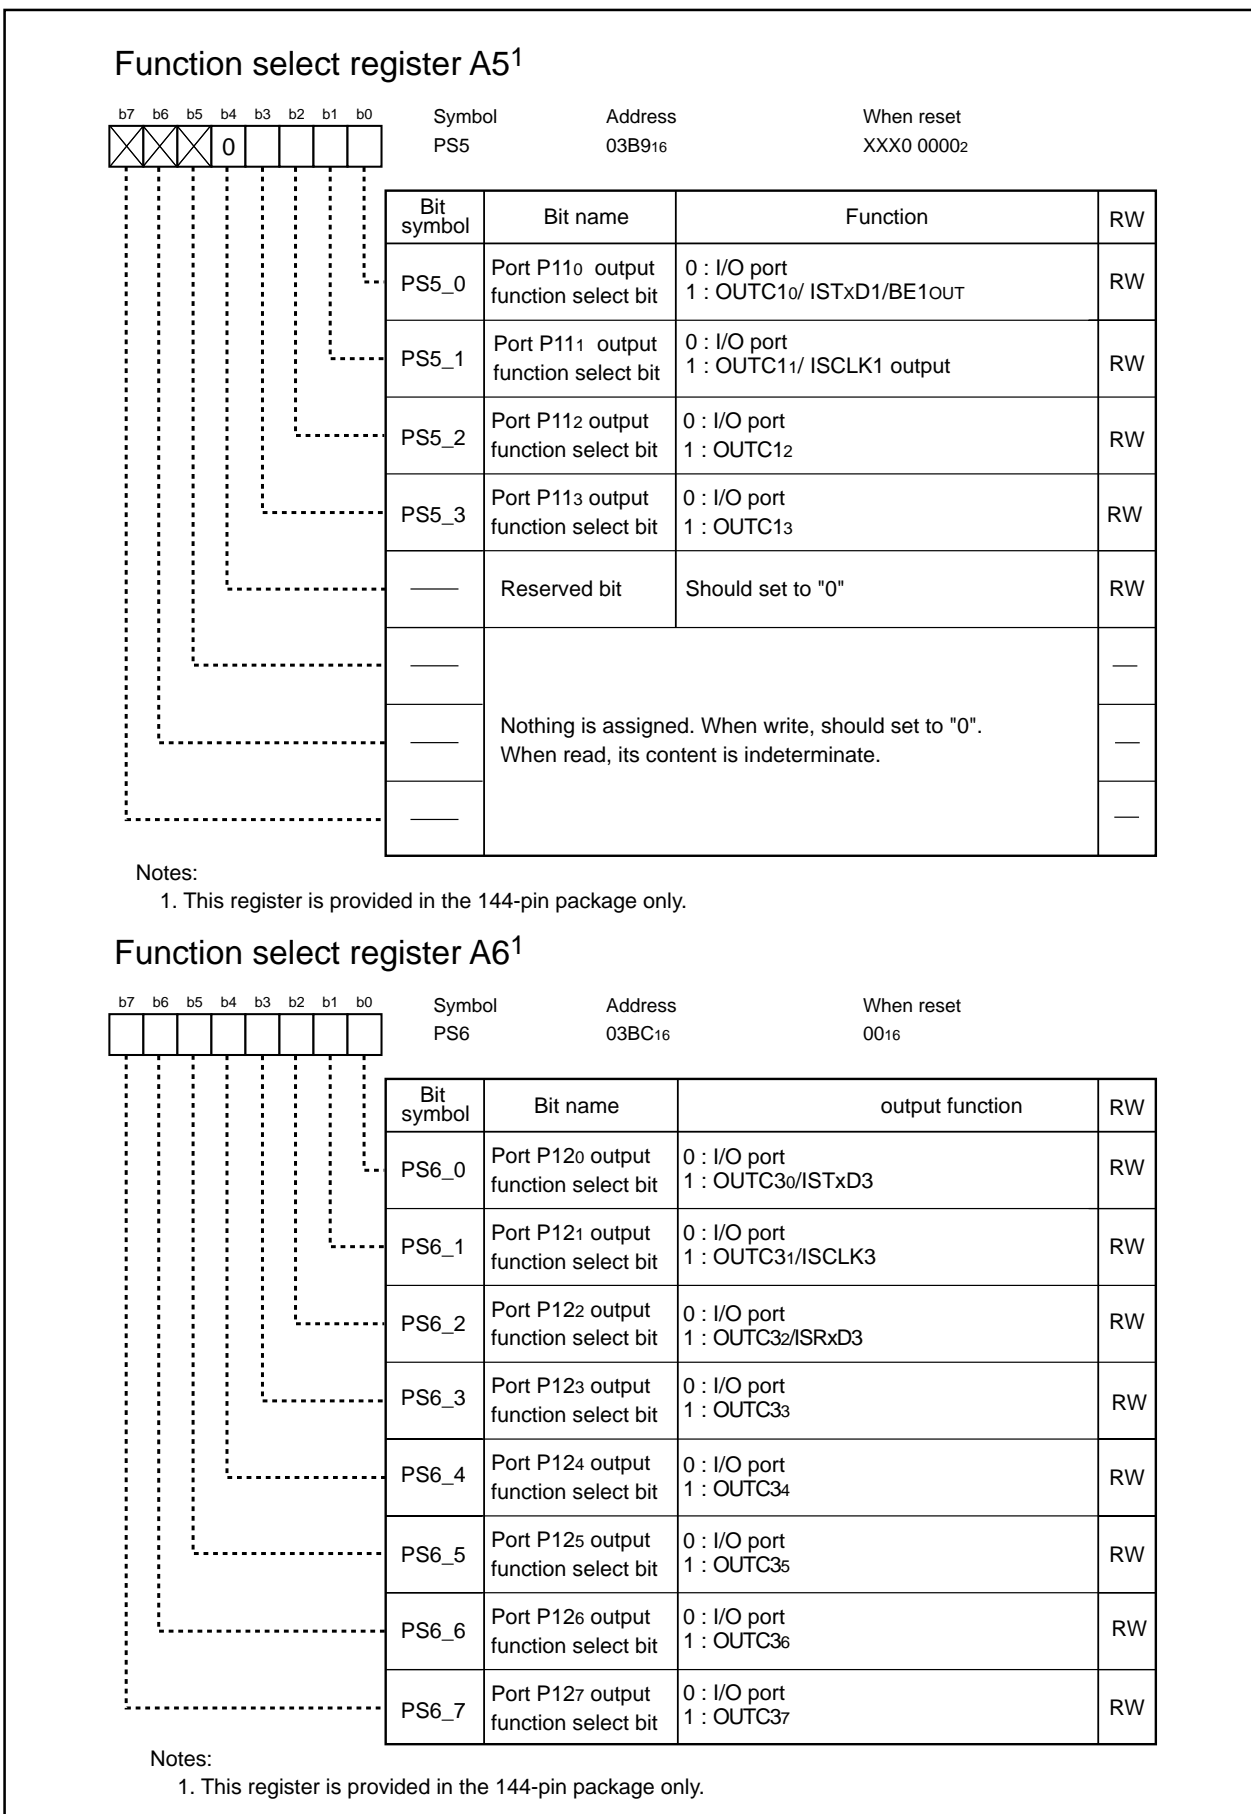 Function select register A5¹
b7 b6 b5 b4 b3 b2 b1 b0 Symbol Address When reset
0 PS5 03B9₁₆ XXX0 0000₂
Bit symbol Bit name Function RW
PS5_0 Port P11₀ output function select bit 0 : I/O port RW
1 : OUTC1₀/ ISTxD1/BE1OUT
PS5_1 Port P11₁ output function select bit 0 : I/O port RW
1 : OUTC1₁/ ISCLK1 output
PS5_2 Port P11₂ output function select bit 0 : I/O port RW
1 : OUTC1₂
PS5_3 Port P11₃ output function select bit 0 : I/O port RW
1 : OUTC1₃
—— Reserved bit Should set to "0" RW
—— —
—— Nothing is assigned. When write, should set to "0". —
When read, its content is indeterminate.
—— —
Notes:
1. This register is provided in the 144-pin package only.
Function select register A6¹
b7 b6 b5 b4 b3 b2 b1 b0 Symbol Address When reset
PS6 03BC₁₆ 00₁₆
Bit symbol Bit name output function RW
PS6_0 Port P12₀ output function select bit 0 : I/O port RW
1 : OUTC3₀/ISTxD3
PS6_1 Port P12₁ output function select bit 0 : I/O port RW
1 : OUTC3₁/ISCLK3
PS6_2 Port P12₂ output function select bit 0 : I/O port RW
1 : OUTC3₂/ISRxD3
PS6_3 Port P12₃ output function select bit 0 : I/O port RW
1 : OUTC3₃
PS6_4 Port P12₄ output function select bit 0 : I/O port RW
1 : OUTC3₄
PS6_5 Port P12₅ output function select bit 0 : I/O port RW
1 : OUTC3₅
PS6_6 Port P12₆ output function select bit 0 : I/O port RW
1 : OUTC3₆
PS6_7 Port P12₇ output function select bit 0 : I/O port RW
1 : OUTC3₇
Notes:
1. This register is provided in the 144-pin package only.